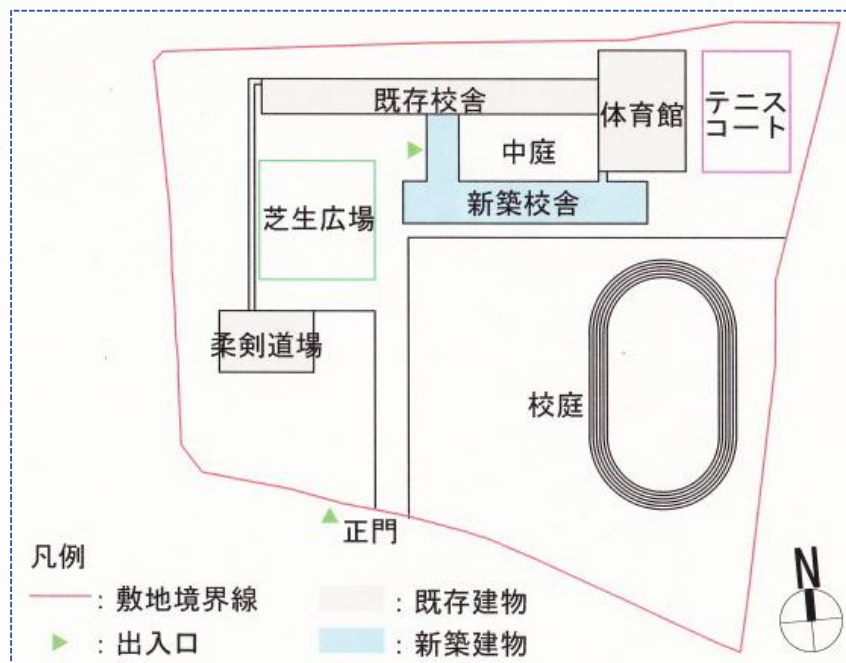 既存校舎
体育館
テニス
コート
中庭
芝生広場
新築校舎
柔剣道場
校庭
正門
凡例
：敷地境界線
：既存建物
：出入口
：新築建物
N